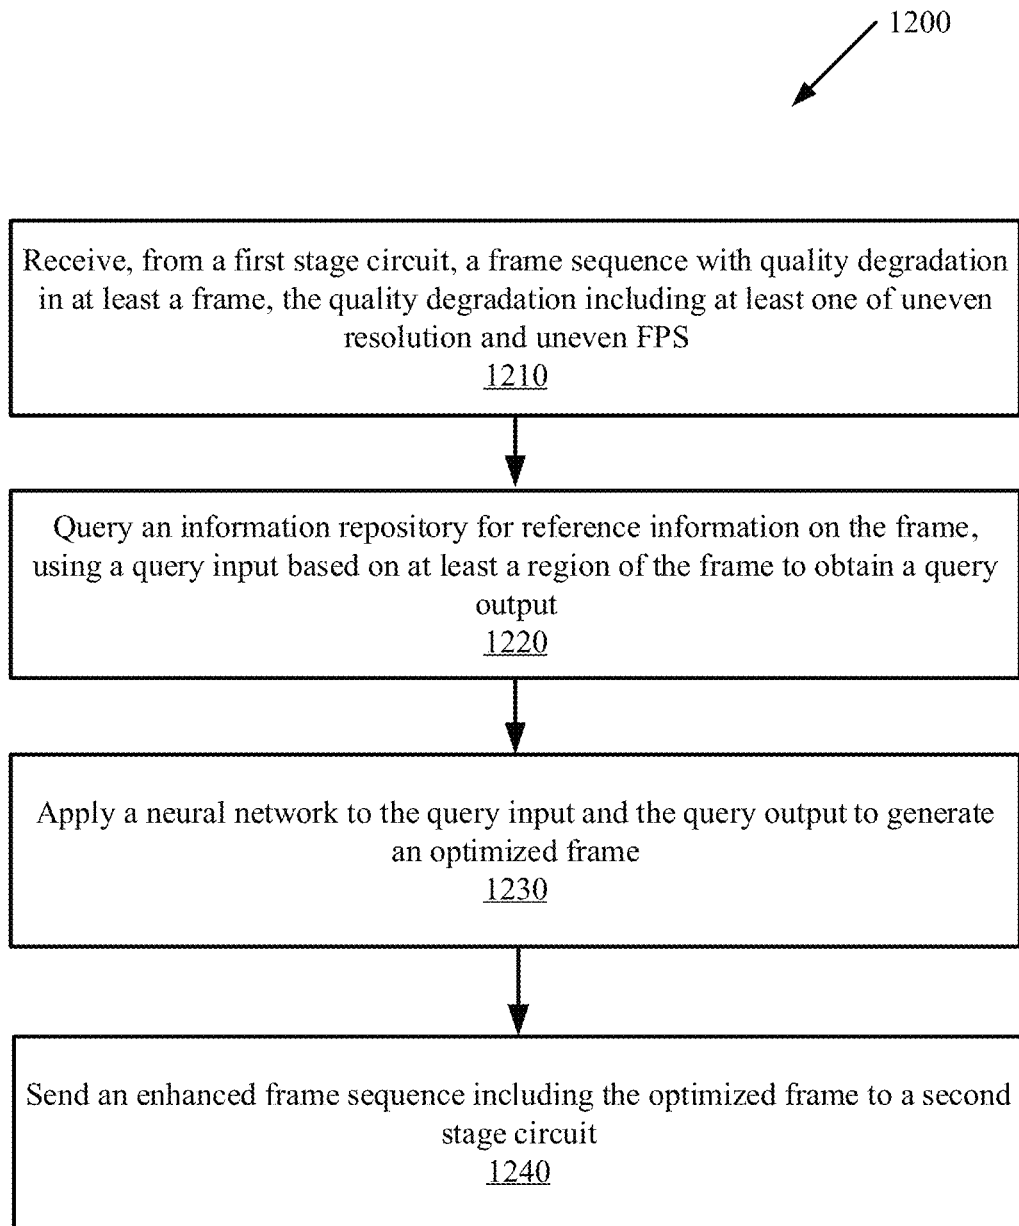 1200
Receive, from a first stage circuit, a frame sequence with quality degradation
in at least a frame, the quality degradation including at least one of uneven
resolution and uneven FPS
1210
Query an information repository for reference information on the frame,
using a query input based on at least a region of the frame to obtain a query
output
1220
Apply a neural network to the query input and the query output to generate
an optimized frame
1230
Send an enhanced frame sequence including the optimized frame to a second
stage circuit
1240